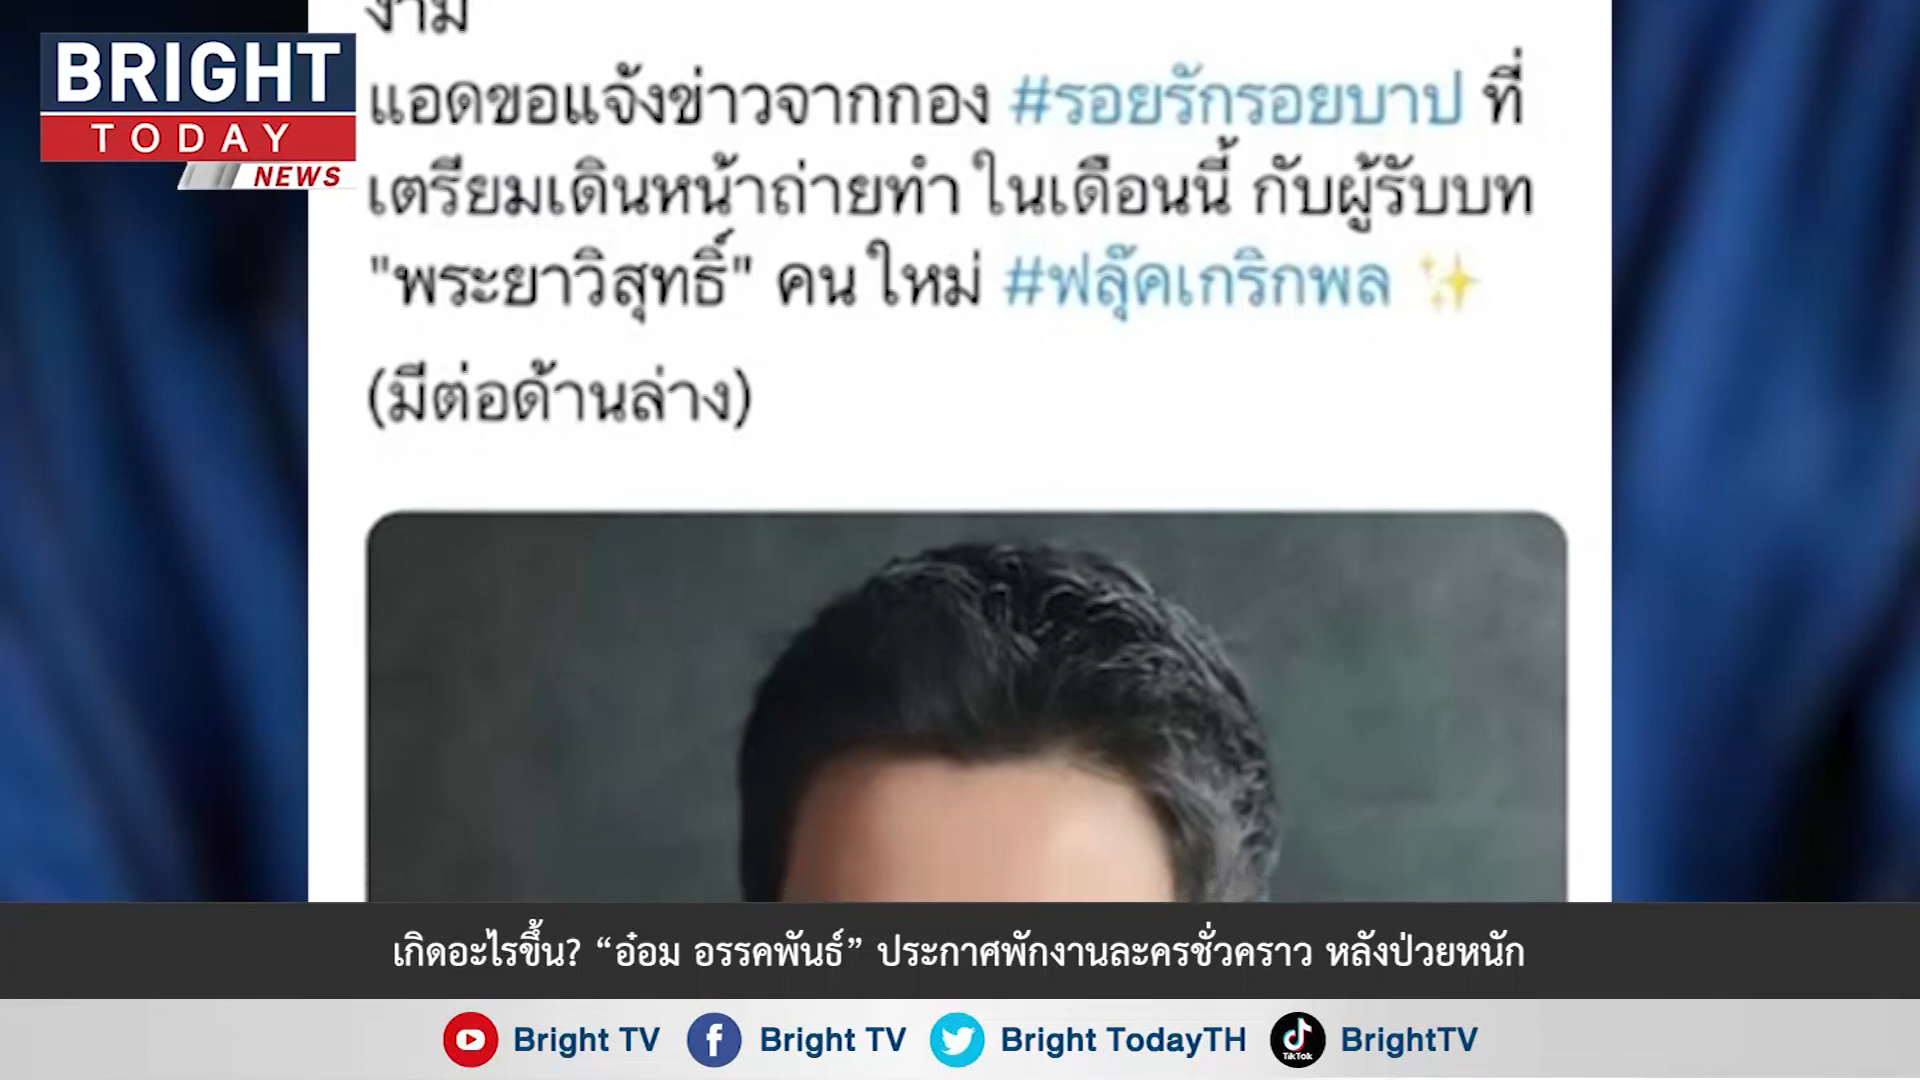 BRIGHT
TODAY
NEWS
งาม
แอดขอแจ้งข่าวจากกอง #รอยรักรอยบาป ที่
เตรียมเดินหน้าถ่ายทำ ในเดือนนี้ กับผู้รับบท
"พระยาวิสุทธิ์" คนใหม่ #ฟลุ๊คเกริกพล ✨
(มีต่อด้านล่าง)
เกิดอะไรขึ้น? “อ๋อม อรรคพันธ์” ประกาศพักงานละครชั่วคราว หลังป่วยหนัก
Bright TV Bright TV Bright TodayTH TikTok BrightTV